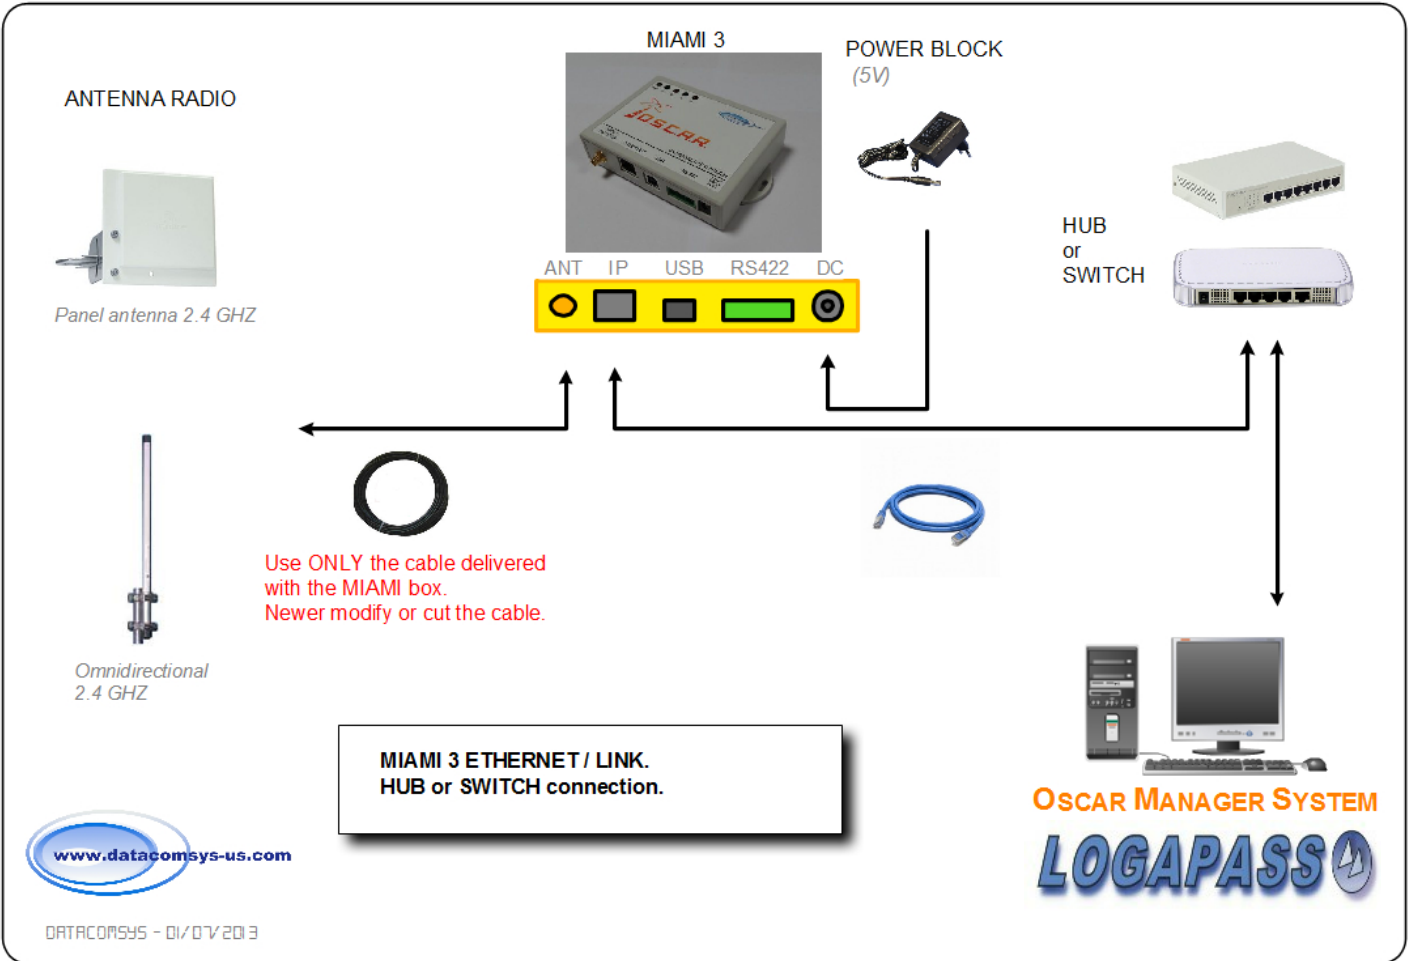 MIAMI 3
POWER BLOCK
(5V)
ANTENNA RADIO
OSCAR
HUB
or
SWITCH
ANT IP USB RS422 DC
Panel antenna 2.4 GHZ
Use ONLY the cable delivered
with the MIAMI box.
Newer modify or cut the cable.
Omnidirectional
2.4 GHZ
MIAMI 3 ETHERNET / LINK.
HUB or SWITCH connection.
OSCAR MANAGER SYSTEM
LOGAPASS
www.datacomsys-us.com
DATACOMSYS - 01/07/2013